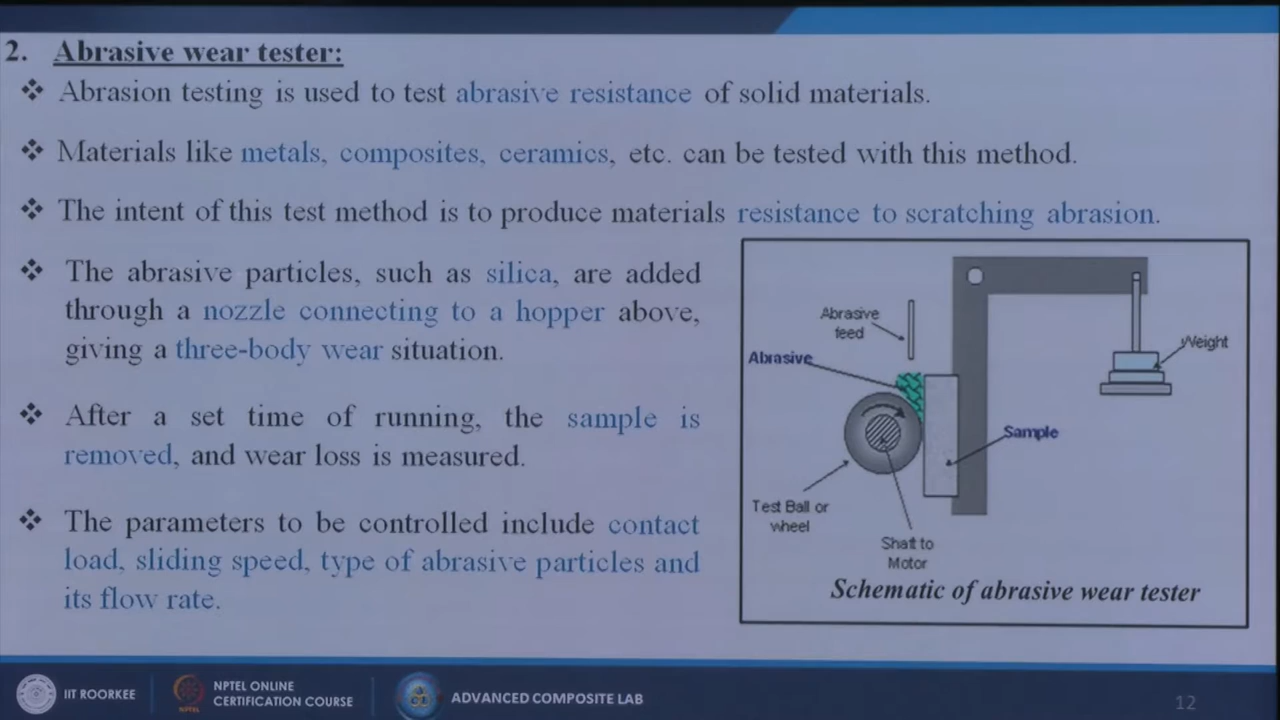 2. Abrasive wear tester:
❖ Abrasion testing is used to test abrasive resistance of solid materials.
❖ Materials like metals, composites, ceramics, etc. can be tested with this method.
❖ The intent of this test method is to produce materials resistance to scratching abrasion.
❖ The abrasive particles, such as silica, are added
through a nozzle connecting to a hopper above,
giving a three-body wear situation.
❖ After a set time of running, the sample is
removed, and wear loss is measured.
❖ The parameters to be controlled include contact
load, sliding speed, type of abrasive particles and
its flow rate.
Abrasive
feed
Abrasive
Weight
Sample
Test Ball or
wheel
Shaft to
Motor
Schematic of abrasive wear tester
IIT ROORKEE
NPTEL ONLINE
CERTIFICATION COURSE
ADVANCED COMPOSITE LAB
12